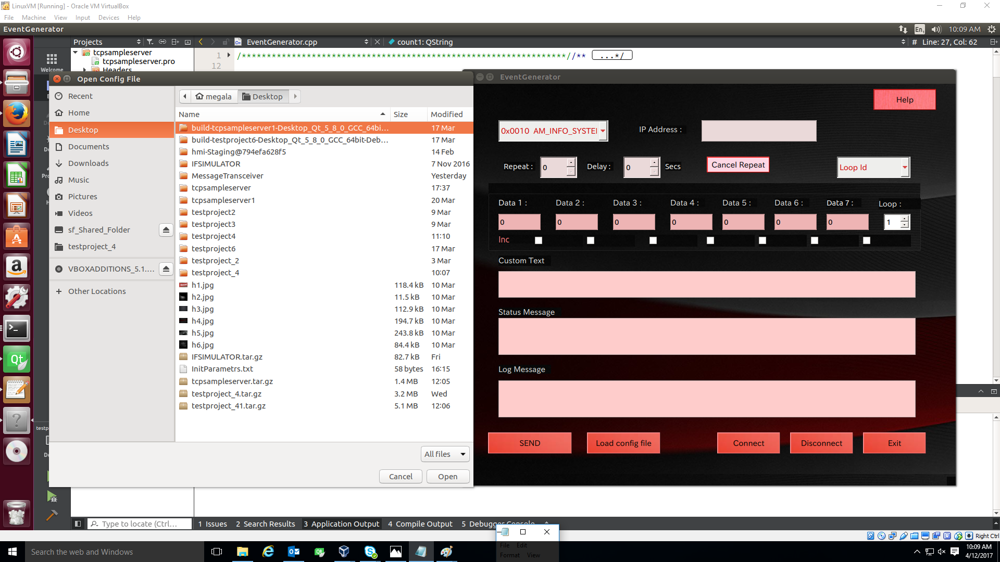 LinuxVM [Running] - Oracle VM VirtualBox
File Machine View Input Devices Help
EventGenerator
En 10:09 AM
Projects EventGenerator.cpp count1: QString # Line: 27, Col: 62
tcpsampleserver
tcpsampleserver.pro
Headers
Welcome
1 /*****************************************************************//** ...*/
12
Open Config File
Recent
Home
Desktop
Documents
Downloads
Music
Pictures
Videos
sf_Shared_Folder
testproject_4
VBOXADDITIONS_5.1....
Other Locations
megala Desktop
Name Size Modified
build-tcpsampleserver1-Desktop_Qt_5_8_0_GCC_64bi... 17 Mar
build-testproject6-Desktop_Qt_5_8_0_GCC_64bit-Deb... 17 Mar
hmi-Staging@794efa628f5 14 Feb
IFSIMULATOR 7 Nov 2016
MessageTransceiver Yesterday
tcpsampleserver 17:37
tcpsampleserver1 20 Mar
testproject2 9 Mar
testproject3 9 Mar
testproject4 11:10
testproject6 17 Mar
testproject_2 3 Mar
testproject_4 10:07
h1.jpg 118.4 kB 10 Mar
h2.jpg 11.5 kB 10 Mar
h3.jpg 112.9 kB 10 Mar
h4.jpg 194.7 kB 10 Mar
h5.jpg 243.8 kB 10 Mar
h6.jpg 84.4 kB 10 Mar
IFSIMULATOR.tar.gz 82.7 kB Fri
InitParametrs.txt 58 bytes 16:15
tcpsampleserver.tar.gz 1.4 MB 12:05
testproject_4.tar.gz 3.2 MB Wed
testproject_41.tar.gz 5.1 MB 12:06
All files
Cancel Open
EventGenerator
Help
0x0010 AM_INFO_SYSTE IP Address :
Repeat : 0 Delay : 0 Secs Cancel Repeat Loop Id
Data 1 : Data 2 : Data 3 : Data 4 : Data 5 : Data 6 : Data 7 : Loop :
0 0 0 0 0 0 0 1
Inc
Custom Text
Status Message
Log Message
SEND Load config file Connect Disconnect Exit
testp
Type to locate (Ctrl... 1 Issues 2 Search Results 3 Application Output 4 Compile Output 5 Debugger Console
Right Ctrl
File Edit
Format View
Search the web and Windows
10:09 AM
4/12/2017